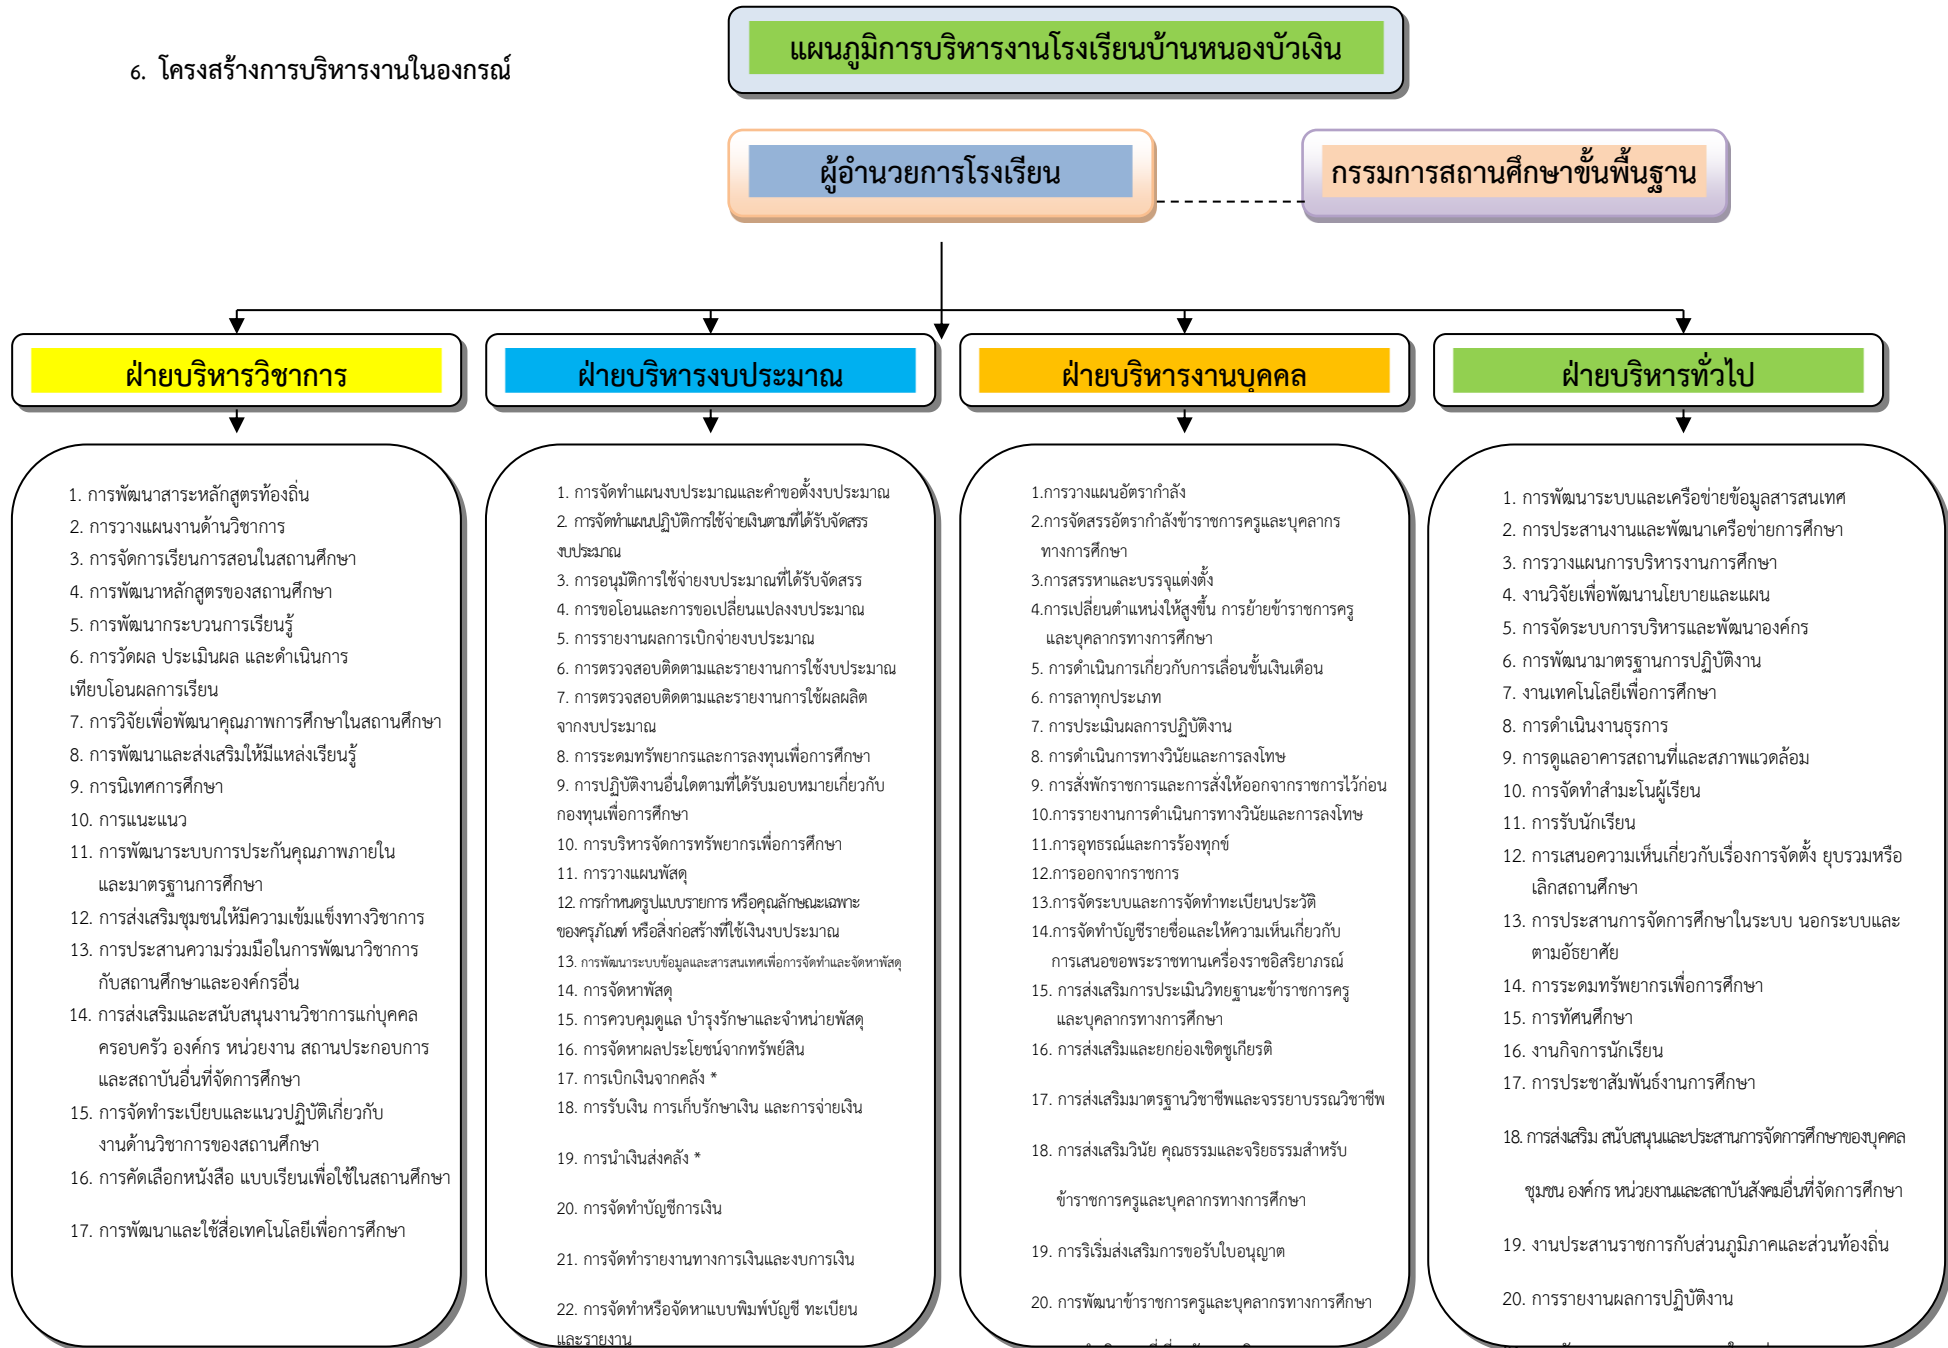 6. โครงสร้างการบริหารงานในองกรณ์
แผนภูมิการบริหารงานโรงเรียนบ้านหนองบัวเงิน
ผู้อำนวยการโรงเรียน
กรรมการสถานศึกษาขั้นพื้นฐาน
ฝ่ายบริหารวิชาการ
ฝ่ายบริหารงบประมาณ
ฝ่ายบริหารงานบุคคล
ฝ่ายบริหารทั่วไป
1. การพัฒนาสาระหลักสูตรท้องถิ่น
2. การวางแผนงานด้านวิชาการ
3. การจัดการเรียนการสอนในสถานศึกษา
4. การพัฒนาหลักสูตรของสถานศึกษา
5. การพัฒนากระบวนการเรียนรู้
6. การวัดผล ประเมินผล และดำเนินการ
เทียบโอนผลการเรียน
7. การวิจัยเพื่อพัฒนาคุณภาพการศึกษาในสถานศึกษา
8. การพัฒนาและส่งเสริมให้มีแหล่งเรียนรู้
9. การนิเทศการศึกษา
10. การแนะแนว
11. การพัฒนาระบบการประกันคุณภาพภายใน
และมาตรฐานการศึกษา
12. การส่งเสริมชุมชนให้มีความเข้มแข็งทางวิชาการ
13. การประสานความร่วมมือในการพัฒนาวิชาการ
กับสถานศึกษาและองค์กรอื่น
14. การส่งเสริมและสนับสนุนงานวิชาการแก่บุคคล
ครอบครัว องค์กร หน่วยงาน สถานประกอบการ
และสถาบันอื่นที่จัดการศึกษา
15. การจัดทำระเบียบและแนวปฏิบัติเกี่ยวกับ
งานด้านวิชาการของสถานศึกษา
16. การคัดเลือกหนังสือ แบบเรียนเพื่อใช้ในสถานศึกษา
17. การพัฒนาและใช้สื่อเทคโนโลยีเพื่อการศึกษา
1. การจัดทำแผนงบประมาณและคำขอตั้งงบประมาณ
2. การจัดทำแผนปฏิบัติการใช้จ่ายเงินตามที่ได้รับจัดสรร
งบประมาณ
3. การอนุมัติการใช้จ่ายงบประมาณที่ได้รับจัดสรร
4. การขอโอนและการขอเปลี่ยนแปลงงบประมาณ
5. การรายงานผลการเบิกจ่ายงบประมาณ
6. การตรวจสอบติดตามและรายงานการใช้งบประมาณ
7. การตรวจสอบติดตามและรายงานการใช้ผลผลิต
จากงบประมาณ
8. การระดมทรัพยากรและการลงทุนเพื่อการศึกษา
9. การปฏิบัติงานอื่นใดตามที่ได้รับมอบหมายเกี่ยวกับ
กองทุนเพื่อการศึกษา
10. การบริหารจัดการทรัพยากรเพื่อการศึกษา
11. การวางแผนพัสดุ
12. การกำหนดรูปแบบรายการ หรือคุณลักษณะเฉพาะ
ของครุภัณฑ์ หรือสิ่งก่อสร้างที่ใช้เงินงบประมาณ
13. การพัฒนาระบบข้อมูลและสารสนเทศเพื่อการจัดทำและจัดหาพัสดุ
14. การจัดหาพัสดุ
15. การควบคุมดูแล บำรุงรักษาและจำหน่ายพัสดุ
16. การจัดหาผลประโยชน์จากทรัพย์สิน
17. การเบิกเงินจากคลัง *
18. การรับเงิน การเก็บรักษาเงิน และการจ่ายเงิน
19. การนำเงินส่งคลัง *
20. การจัดทำบัญชีการเงิน
21. การจัดทำรายงานทางการเงินและงบการเงิน
22. การจัดทำหรือจัดหาแบบพิมพ์บัญชี ทะเบียน
และรายงาน
1.การวางแผนอัตรากำลัง
2.การจัดสรรอัตรากำลังข้าราชการครูและบุคลากร
ทางการศึกษา
3.การสรรหาและบรรจุแต่งตั้ง
4.การเปลี่ยนตำแหน่งให้สูงขึ้น การย้ายข้าราชการครู
และบุคลากรทางการศึกษา
5. การดำเนินการเกี่ยวกับการเลื่อนขั้นเงินเดือน
6. การลาทุกประเภท
7. การประเมินผลการปฏิบัติงาน
8. การดำเนินการทางวินัยและการลงโทษ
9. การสั่งพักราชการและการสั่งให้ออกจากราชการไว้ก่อน
10.การรายงานการดำเนินการทางวินัยและการลงโทษ
11.การอุทธรณ์และการร้องทุกข์
12.การออกจากราชการ
13.การจัดระบบและการจัดทำทะเบียนประวัติ
14.การจัดทำบัญชีรายชื่อและให้ความเห็นเกี่ยวกับ
การเสนอขอพระราชทานเครื่องราชอิสริยาภรณ์
15. การส่งเสริมการประเมินวิทยฐานะข้าราชการครู
และบุคลากรทางการศึกษา
16. การส่งเสริมและยกย่องเชิดชูเกียรติ
17. การส่งเสริมมาตรฐานวิชาชีพและจรรยาบรรณวิชาชีพ
18. การส่งเสริมวินัย คุณธรรมและจริยธรรมสำหรับ
ข้าราชการครูและบุคลากรทางการศึกษา
19. การริเริ่มส่งเสริมการขอรับใบอนุญาต
20. การพัฒนาข้าราชการครูและบุคลากรทางการศึกษา
1. การพัฒนาระบบและเครือข่ายข้อมูลสารสนเทศ
2. การประสานงานและพัฒนาเครือข่ายการศึกษา
3. การวางแผนการบริหารงานการศึกษา
4. งานวิจัยเพื่อพัฒนานโยบายและแผน
5. การจัดระบบการบริหารและพัฒนาองค์กร
6. การพัฒนามาตรฐานการปฏิบัติงาน
7. งานเทคโนโลยีเพื่อการศึกษา
8. การดำเนินงานธุรการ
9. การดูแลอาคารสถานที่และสภาพแวดล้อม
10. การจัดทำสำมะโนผู้เรียน
11. การรับนักเรียน
12. การเสนอความเห็นเกี่ยวกับเรื่องการจัดตั้ง ยุบรวมหรือ
เลิกสถานศึกษา
13. การประสานการจัดการศึกษาในระบบ นอกระบบและ
ตามอัธยาศัย
14. การระดมทรัพยากรเพื่อการศึกษา
15. การทัศนศึกษา
16. งานกิจการนักเรียน
17. การประชาสัมพันธ์งานการศึกษา
18. การส่งเสริม สนับสนุนและประสานการจัดการศึกษาของบุคคล
ชุมชน องค์กร หน่วยงานและสถาบันสังคมอื่นที่จัดการศึกษา
19. งานประสานราชการกับส่วนภูมิภาคและส่วนท้องถิ่น
20. การรายงานผลการปฏิบัติงาน